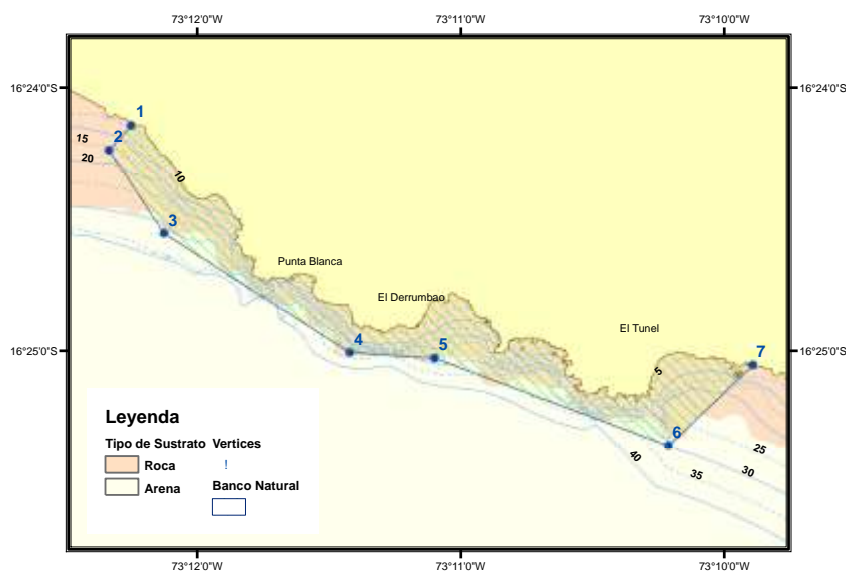 73°12'0"W 73°11'0"W 73°10'0"W
16°24'0"S 16°24'0"S
1
2
15
20
10
3
Punta Blanca
El Derrumbao
El Tunel
16°25'0"S 16°25'0"S
4
5
7
5
6
40
25
30
35
Leyenda
Tipo de Sustrato Vertices
Roca !
Arena Banco Natural
73°12'0"W 73°11'0"W 73°10'0"W